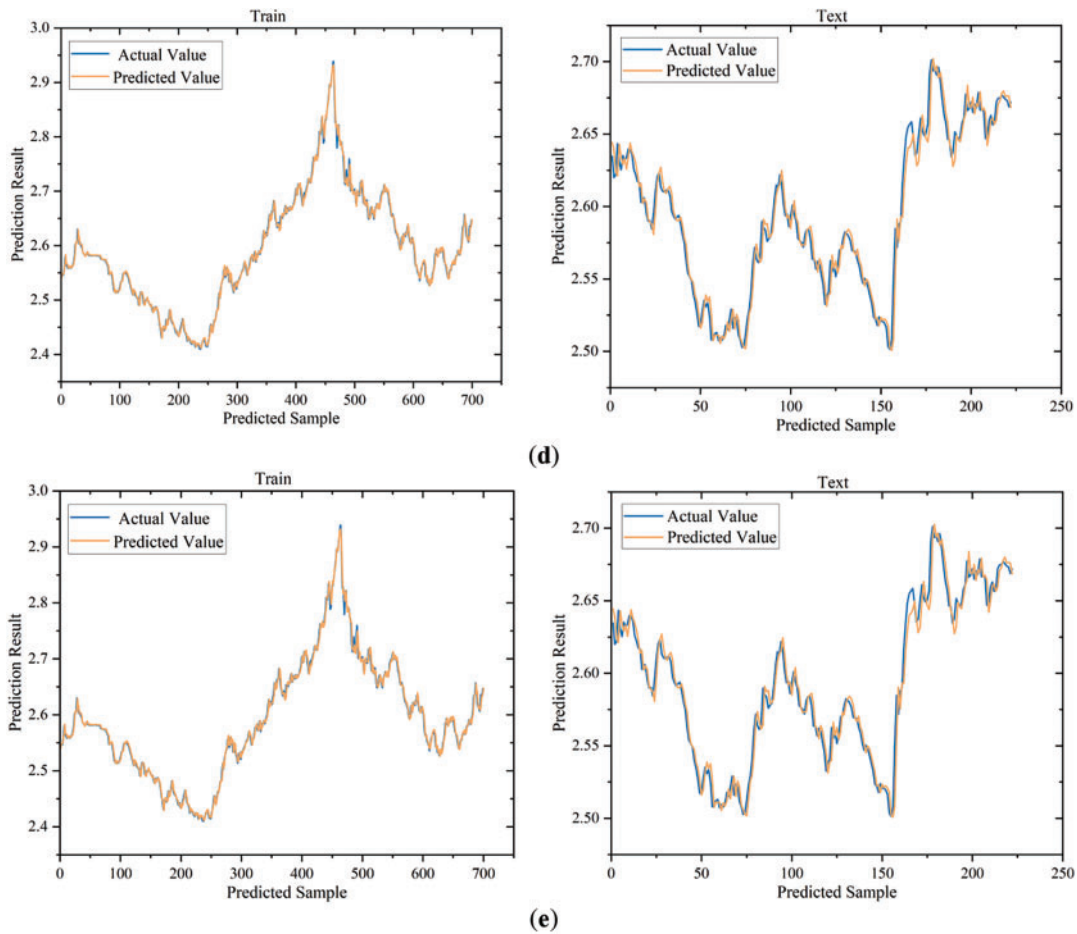 Train
Actual Value
Predicted Value
Prediction Result
3.0
2.9
2.8
2.7
2.6
2.5
2.4
0 100 200 300 400 500 600 700
Predicted Sample
Text
Actual Value
Predicted Value
Prediction Result
2.70
2.65
2.60
2.55
2.50
0 50 100 150 200 250
Predicted Sample
(d)
Train
Actual Value
Predicted Value
Prediction Result
3.0
2.9
2.8
2.7
2.6
2.5
2.4
0 100 200 300 400 500 600 700
Predicted Sample
Text
Actual Value
Predicted Value
Prediction Result
2.70
2.65
2.60
2.55
2.50
0 50 100 150 200 250
Predicted Sample
(e)